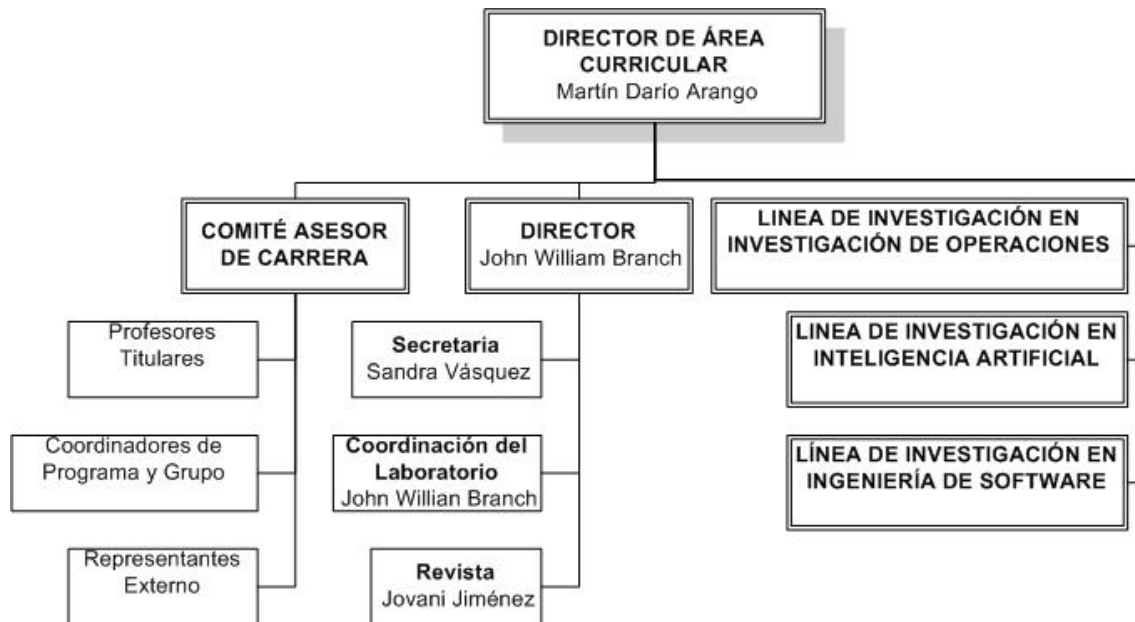 DIRECTOR DE ÁREA
CURRICULAR
Martín Darío Arango
COMITÉ ASESOR
DE CARRERA
DIRECTOR
John William Branch
LINEA DE INVESTIGACIÓN EN
INVESTIGACIÓN DE OPERACIONES
Profesores
Titulares
Secretaria
Sandra Vásquez
LINEA DE INVESTIGACIÓN EN
INTELIGENCIA ARTIFICIAL
Coordinadores de
Programa y Grupo
Coordinación del
Laboratorio
John Willian Branch
LÍNEA DE INVESTIGACIÓN EN
INGENIERÍA DE SOFTWARE
Representantes
Externo
Revista
Jovani Jiménez